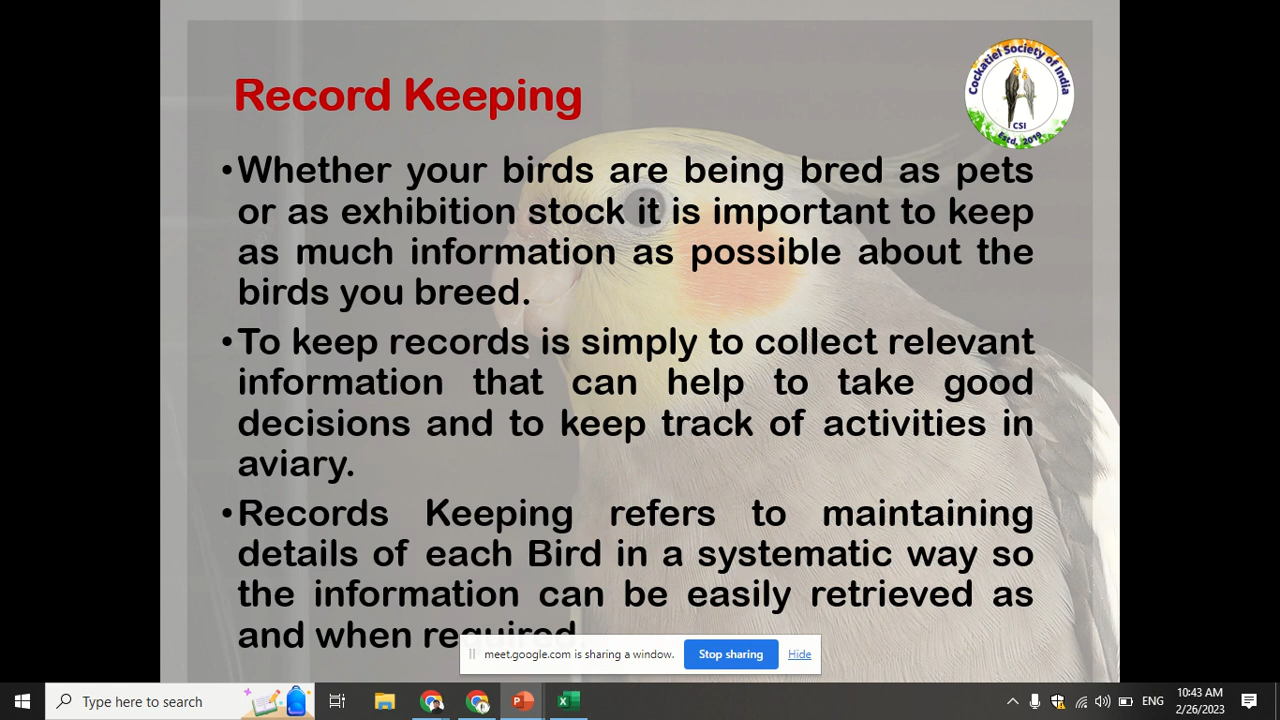 Record Keeping
Cockatiel Society of India
CSI
Estd, 2019
•Whether your birds are being bred as pets
or as exhibition stock it is important to keep
as much information as possible about the
birds you breed.
•To keep records is simply to collect relevant
information that can help to take good
decisions and to keep track of activities in
aviary.
•Records Keeping refers to maintaining
details of each Bird in a systematic way so
the information can be easily retrieved as
and when required
meet.google.com is sharing a window.
Stop sharing
Hide
Type here to search
ENG
10:43 AM
2/26/2023